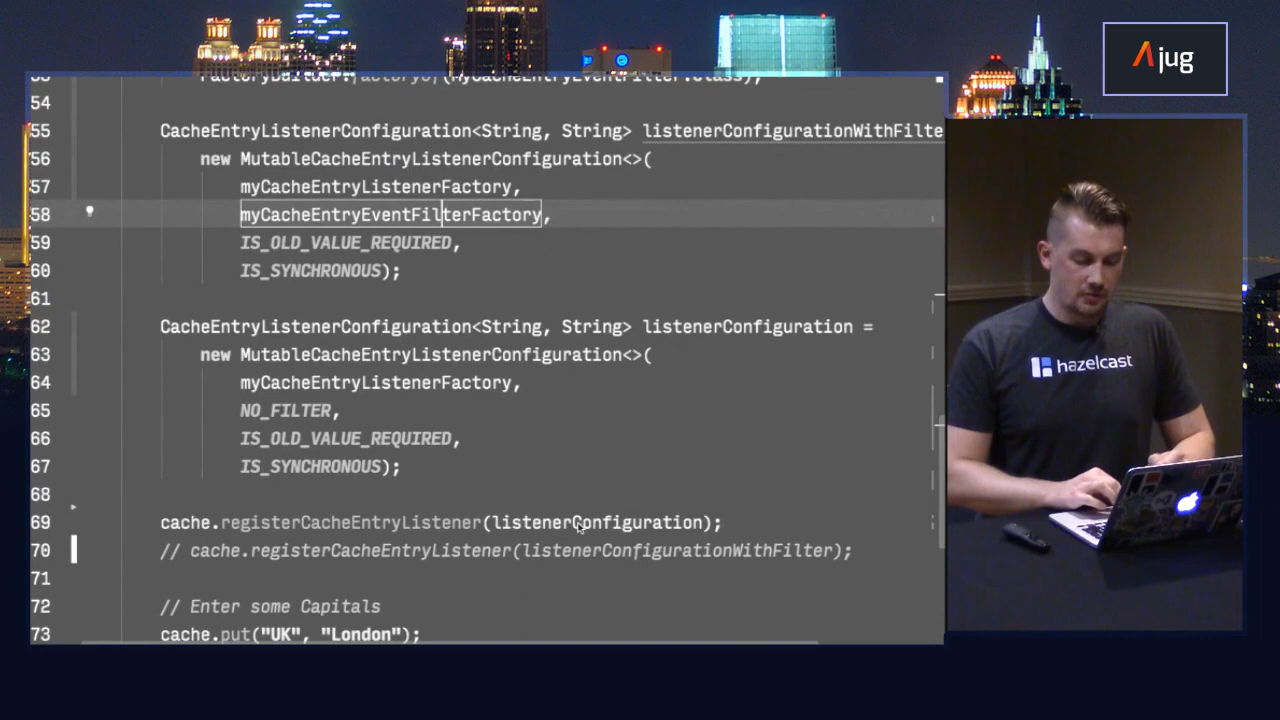 Ajug
54
55 CacheEntryListenerConfiguration<String, String> listenerConfigurationWithFilte
56 new MutableCacheEntryListenerConfiguration<>(
57 myCacheEntryListenerFactory,
58 myCacheEntryEventFilterFactory,
59 IS_OLD_VALUE_REQUIRED,
60 IS_SYNCHRONOUS);
61
62 CacheEntryListenerConfiguration<String, String> listenerConfiguration =
63 new MutableCacheEntryListenerConfiguration<>(
64 myCacheEntryListenerFactory,
65 NO_FILTER,
66 IS_OLD_VALUE_REQUIRED,
67 IS_SYNCHRONOUS);
68
69 cache.registerCacheEntryListener(listenerConfiguration);
70 // cache.registerCacheEntryListener(listenerConfigurationWithFilter);
71
72 // Enter some Capitals
73 cache.put("UK", "London");
hazelcast